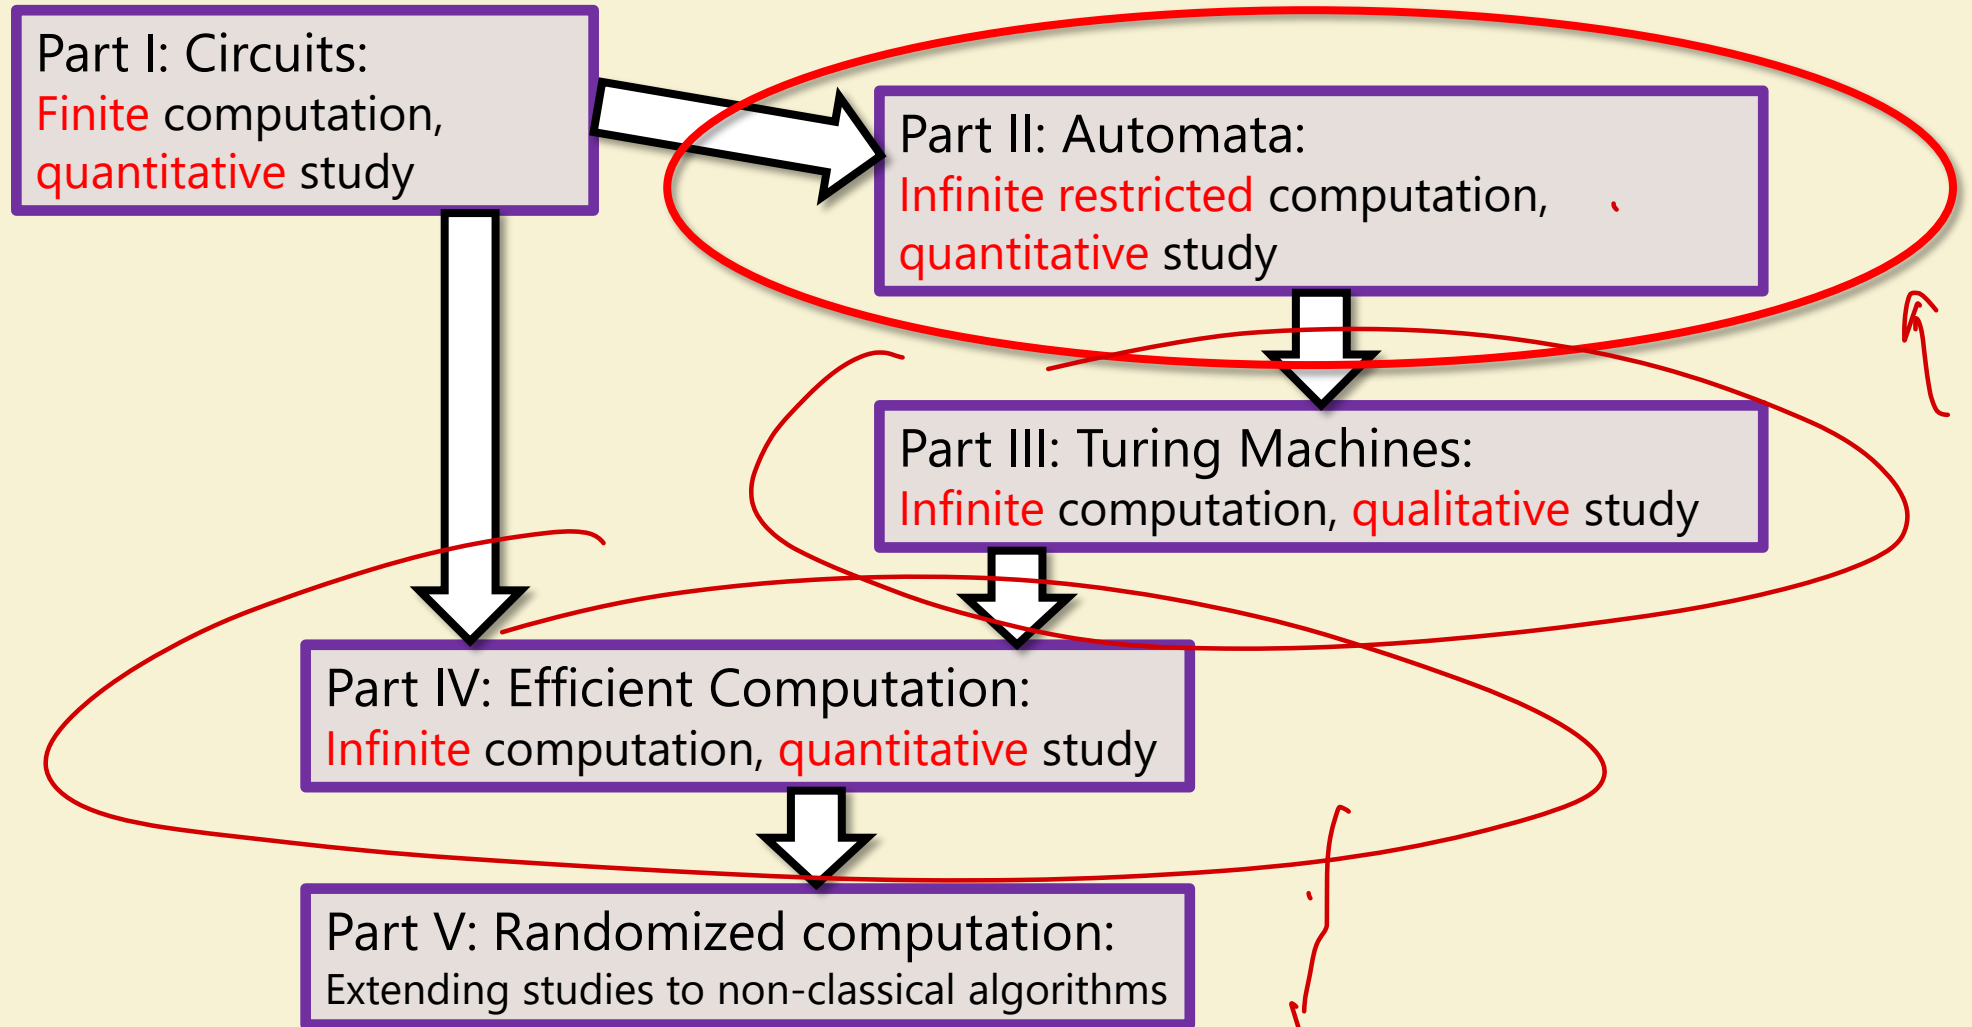 Part I: Circuits:
Finite computation,
quantitative study
Part II: Automata:
Infinite restricted computation,
quantitative study
Part III: Turing Machines:
Infinite computation, qualitative study
Part IV: Efficient Computation:
Infinite computation, quantitative study
Part V: Randomized computation:
Extending studies to non-classical algorithms